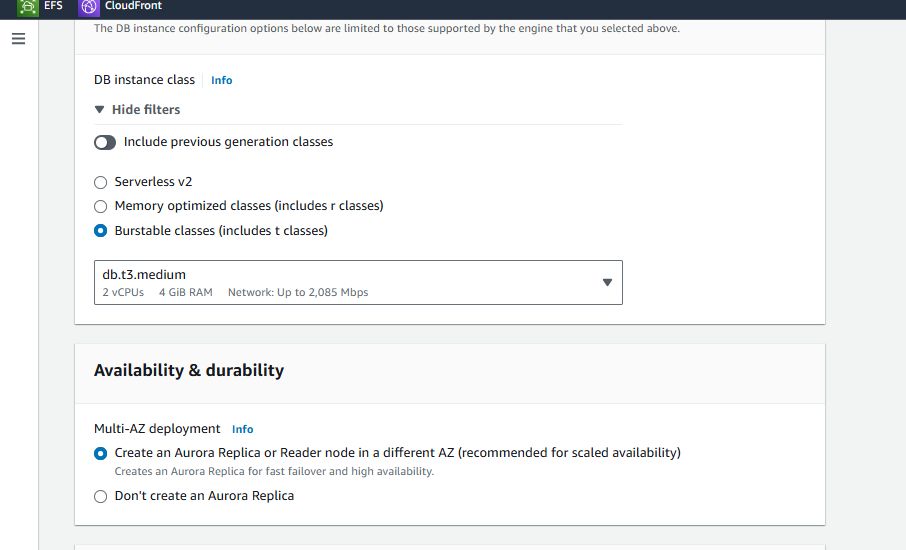 EFS CloudFront
The DB instance configuration options below are limited to those supported by the engine that you selected above.
DB instance class Info
Hide filters
Include previous generation classes
Serverless v2
Memory optimized classes (includes r classes)
Burstable classes (includes t classes)
db.t3.medium
2 vCPUs 4 GiB RAM Network: Up to 2,085 Mbps
Availability & durability
Multi-AZ deployment Info
Create an Aurora Replica or Reader node in a different AZ (recommended for scaled availability)
Creates an Aurora Replica for fast failover and high availability.
Don't create an Aurora Replica